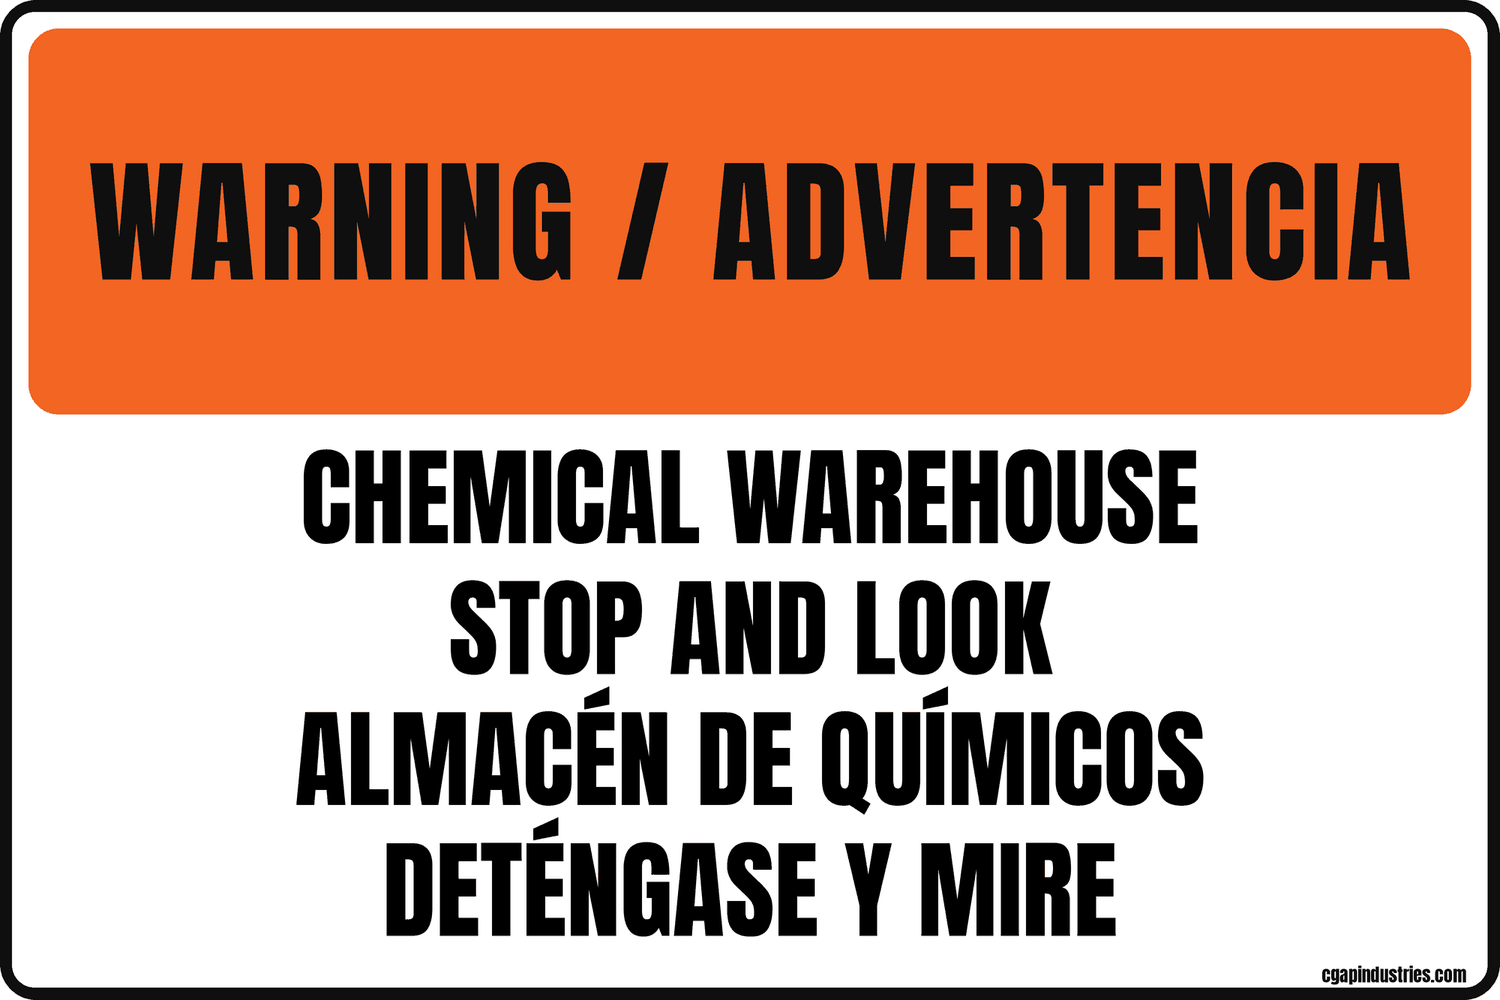 WARNING / ADVERTENCIA
CHEMICAL WAREHOUSE
STOP AND LOOK
ALMACÉN DE QUÍMICOS
DETÉNGASE Y MIRE
cgapindustries.com